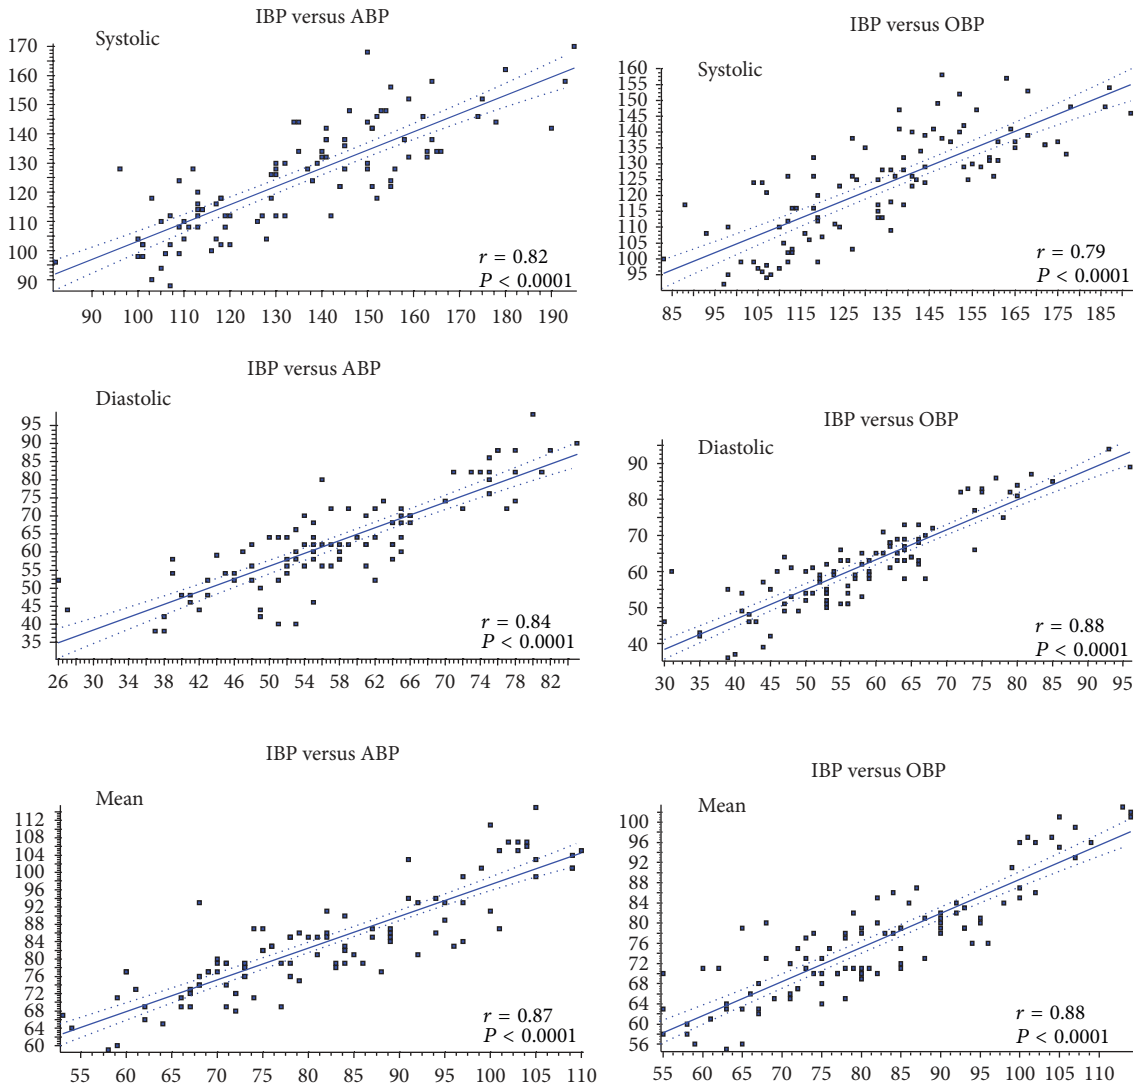 IBP versus ABP
Systolic
170
160
150
140
130
120
110
100
90
r = 0.82
P < 0.0001
90 100 110 120 130 140 150 160 170 180 190
IBP versus OBP
Systolic
160
155
150
145
140
135
130
125
120
115
110
105
100
95
r = 0.79
P < 0.0001
85 95 105 115 125 135 145 155 165 175 185
IBP versus ABP
Diastolic
95
90
85
80
75
70
65
60
55
50
45
40
35
r = 0.84
P < 0.0001
26 30 34 38 42 46 50 54 58 62 66 70 74 78 82
IBP versus OBP
Diastolic
90
80
70
60
50
40
r = 0.88
P < 0.0001
30 35 40 45 50 55 60 65 70 75 80 85 90 95
IBP versus ABP
Mean
112
108
104
100
96
92
88
84
80
76
72
68
64
60
r = 0.87
P < 0.0001
55 60 65 70 75 80 85 90 95 100 105 110
IBP versus OBP
Mean
100
96
92
88
84
80
76
72
68
64
60
56
r = 0.88
P < 0.0001
55 60 65 70 75 80 85 90 95 100 105 110